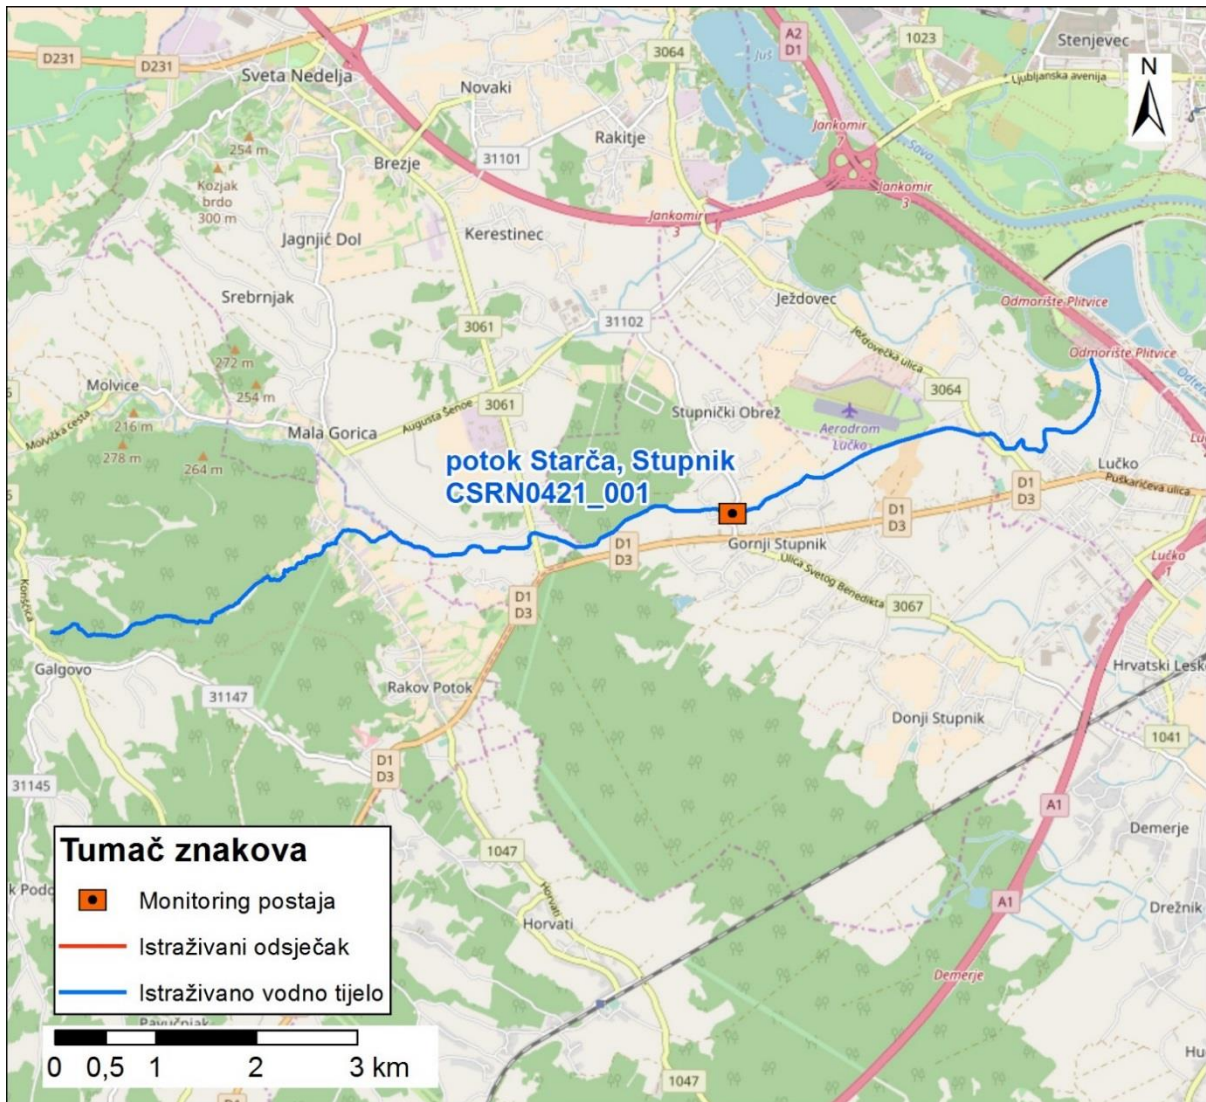 D231
D231
Sveta Nedelja
Novaki
3064
A2
D1
Juš
1023
Stenjevec
Ljubljanska avenija
N
254 m
Kozjak
brdo
300 m
Brezje
31101
Rakitje
Jankomir
Sava
Jankomir
3
Jankomir
3
Jagnjić Dol
Kerestinec
Srebrnjak
3061
31102
Ježdovec
Odmorište Plitvice
Odmorište Plitvice
Ježdovečka ulica
3064
272 m
254 m
Molvice
Molvička cesta
216 m
278 m
264 m
Mala Gorica
Augusta Šenoe
3061
Stupnički Obrež
Aerodrom
Lučko
potok Starča, Stupnik
CSRN0421_001
Lučko
Puškarićeva ulica
D1
D3
D1
D3
D1
D3
Gornji Stupnik
Ulica Svetog Benedikta
3067
Lučko
1
D1
D3
Konščica
Galgovo
31147
Rakov Potok
Hrvatski Lesko
Donji Stupnik
1041
D1
D3
31145
A1
Demerje
1047
Horvati
Horvati
A1
Drežnik
Demerje
1047
Tumač znakova
Monitoring postaja
Istraživani odsječak
Istraživano vodno tijelo
0 0,5 1 2 3 km